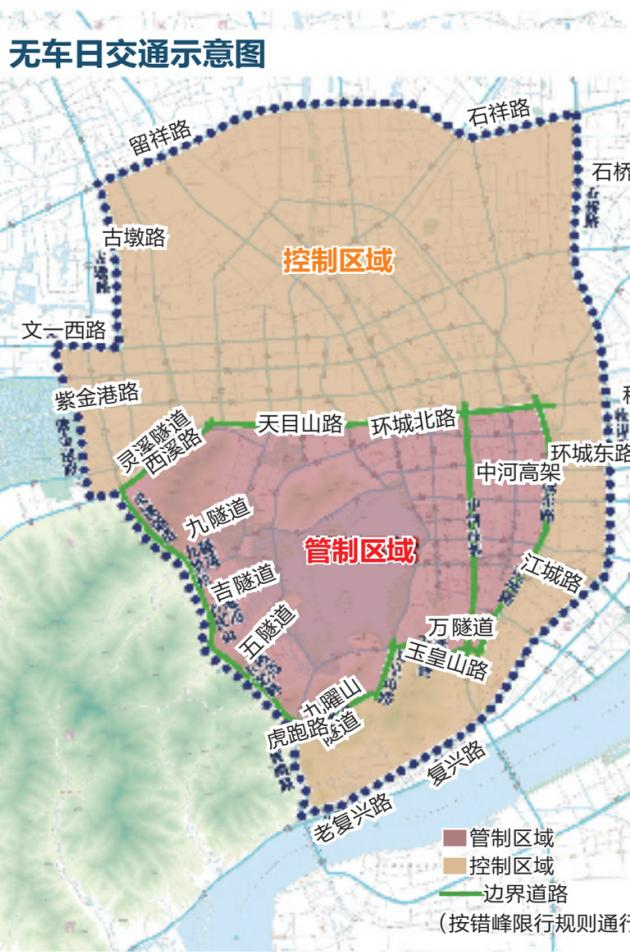 无车日交通示意图
留祥路
石祥路
石桥
古墩路
控制区域
文一西路
紫金港路
灵溪隧道
西溪路
天目山路
环城北路
中河高架
环城东路
九隧道
管制区域
吉隧道
江城路
五隧道
万隧道
玉皇山路
九曜山
隧道
虎跑路
复兴路
老复兴路
管制区域
控制区域
边界道路
（按错峰限行规则通行